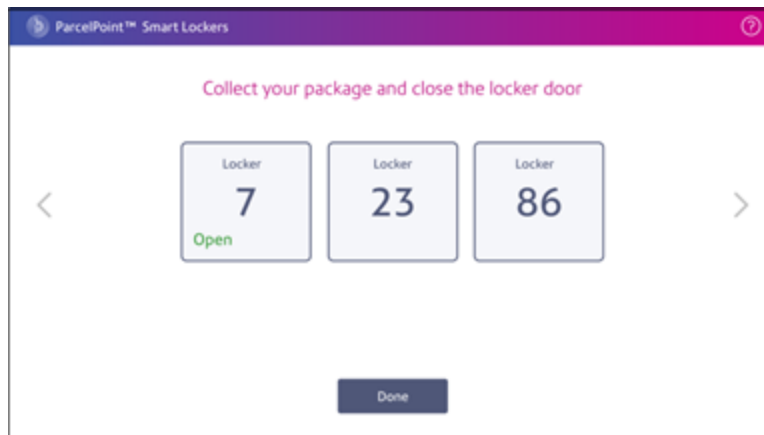 ParcelPoint™ Smart Lockers
?
Collect your package and close the locker door
Locker
7
Open
Locker
23
Locker
86
Done